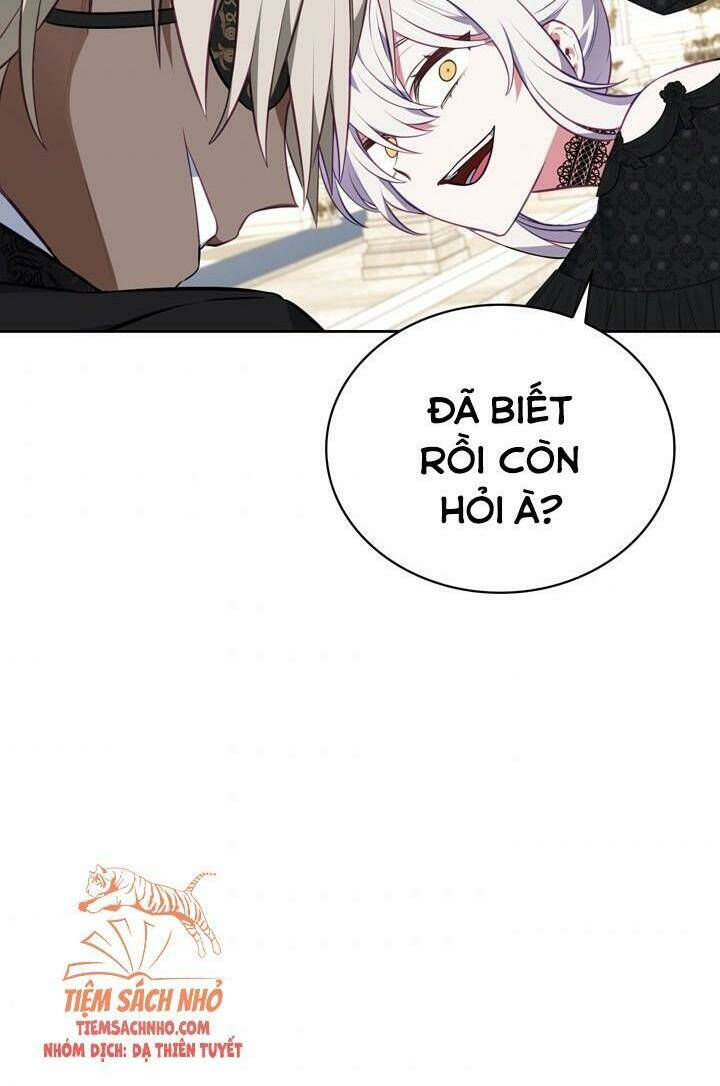 ĐÃ BIẾT
RỒI CÒN
HỎI À?
TIỆM SÁCH NHỎ
TIEMSACHNHO.COM
NHÓM DỊCH: DẠ THIÊN TUYẾT